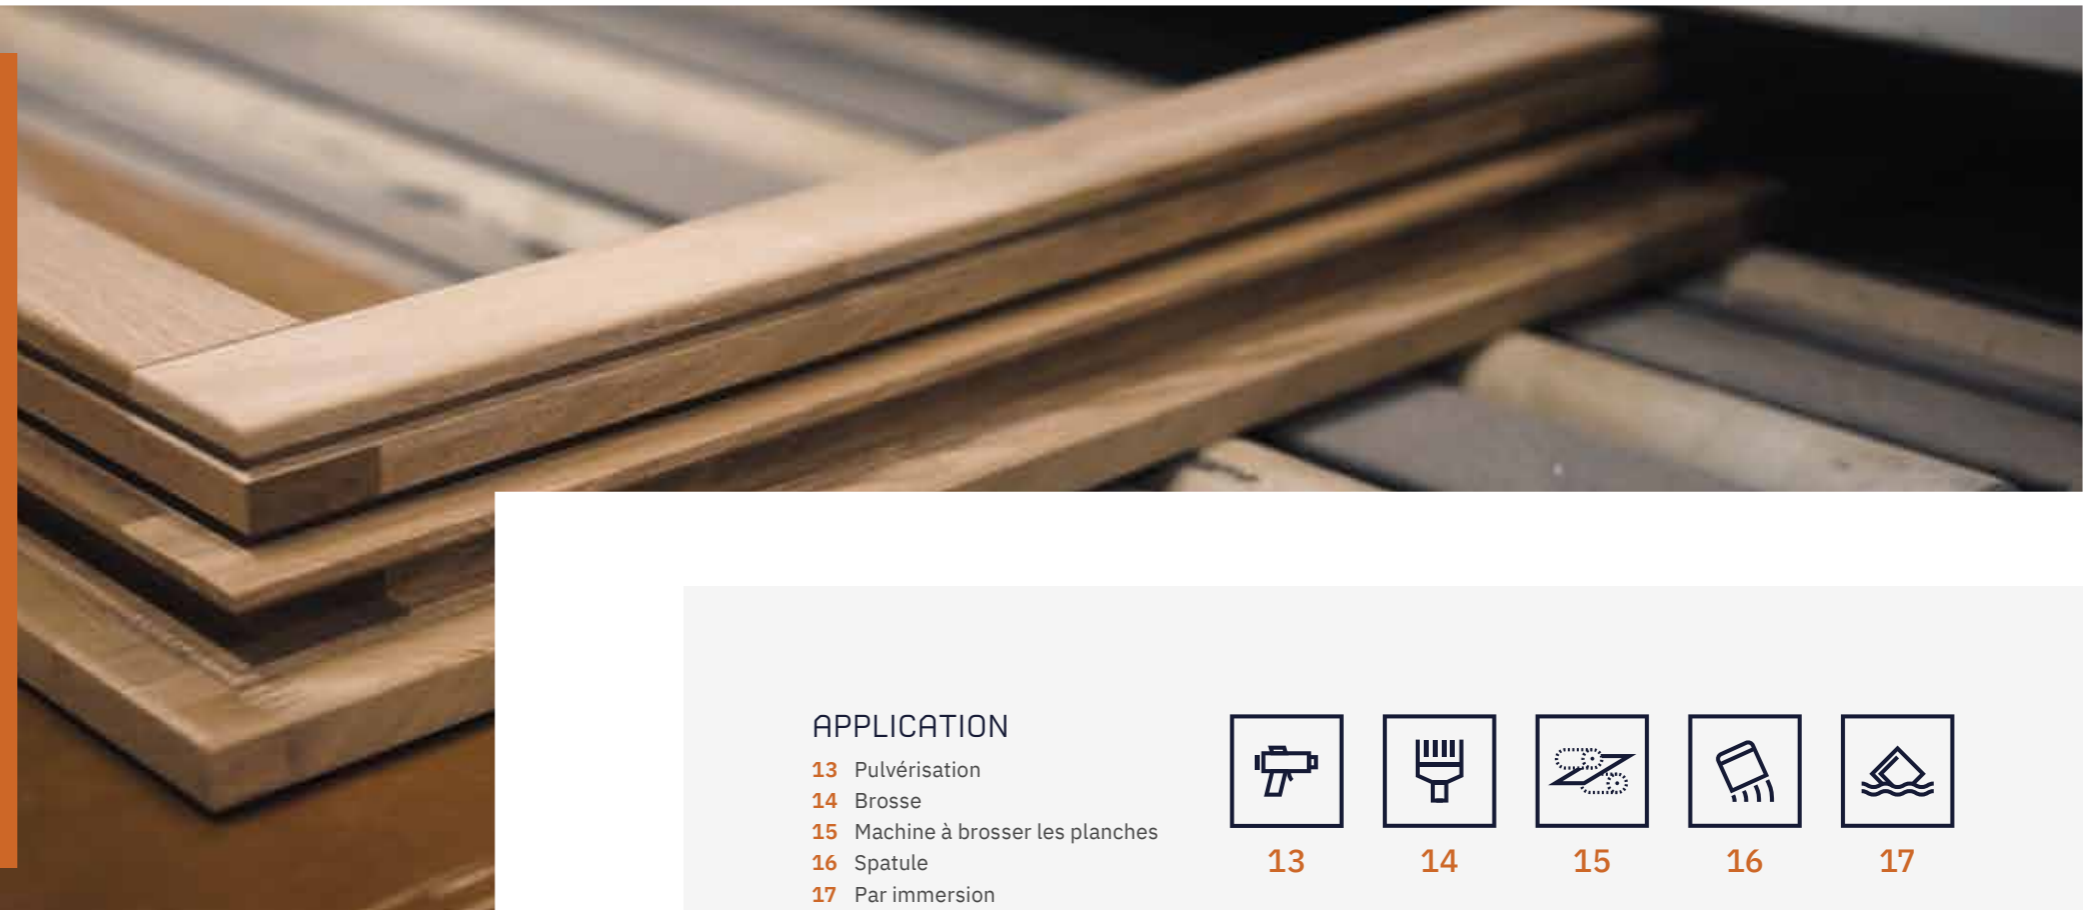 APPLICATION
13 Pulvérisation
14 Brosse
15 Machine à brosser les planches
16 Spatule
17 Par immersion
13 14 15 16 17